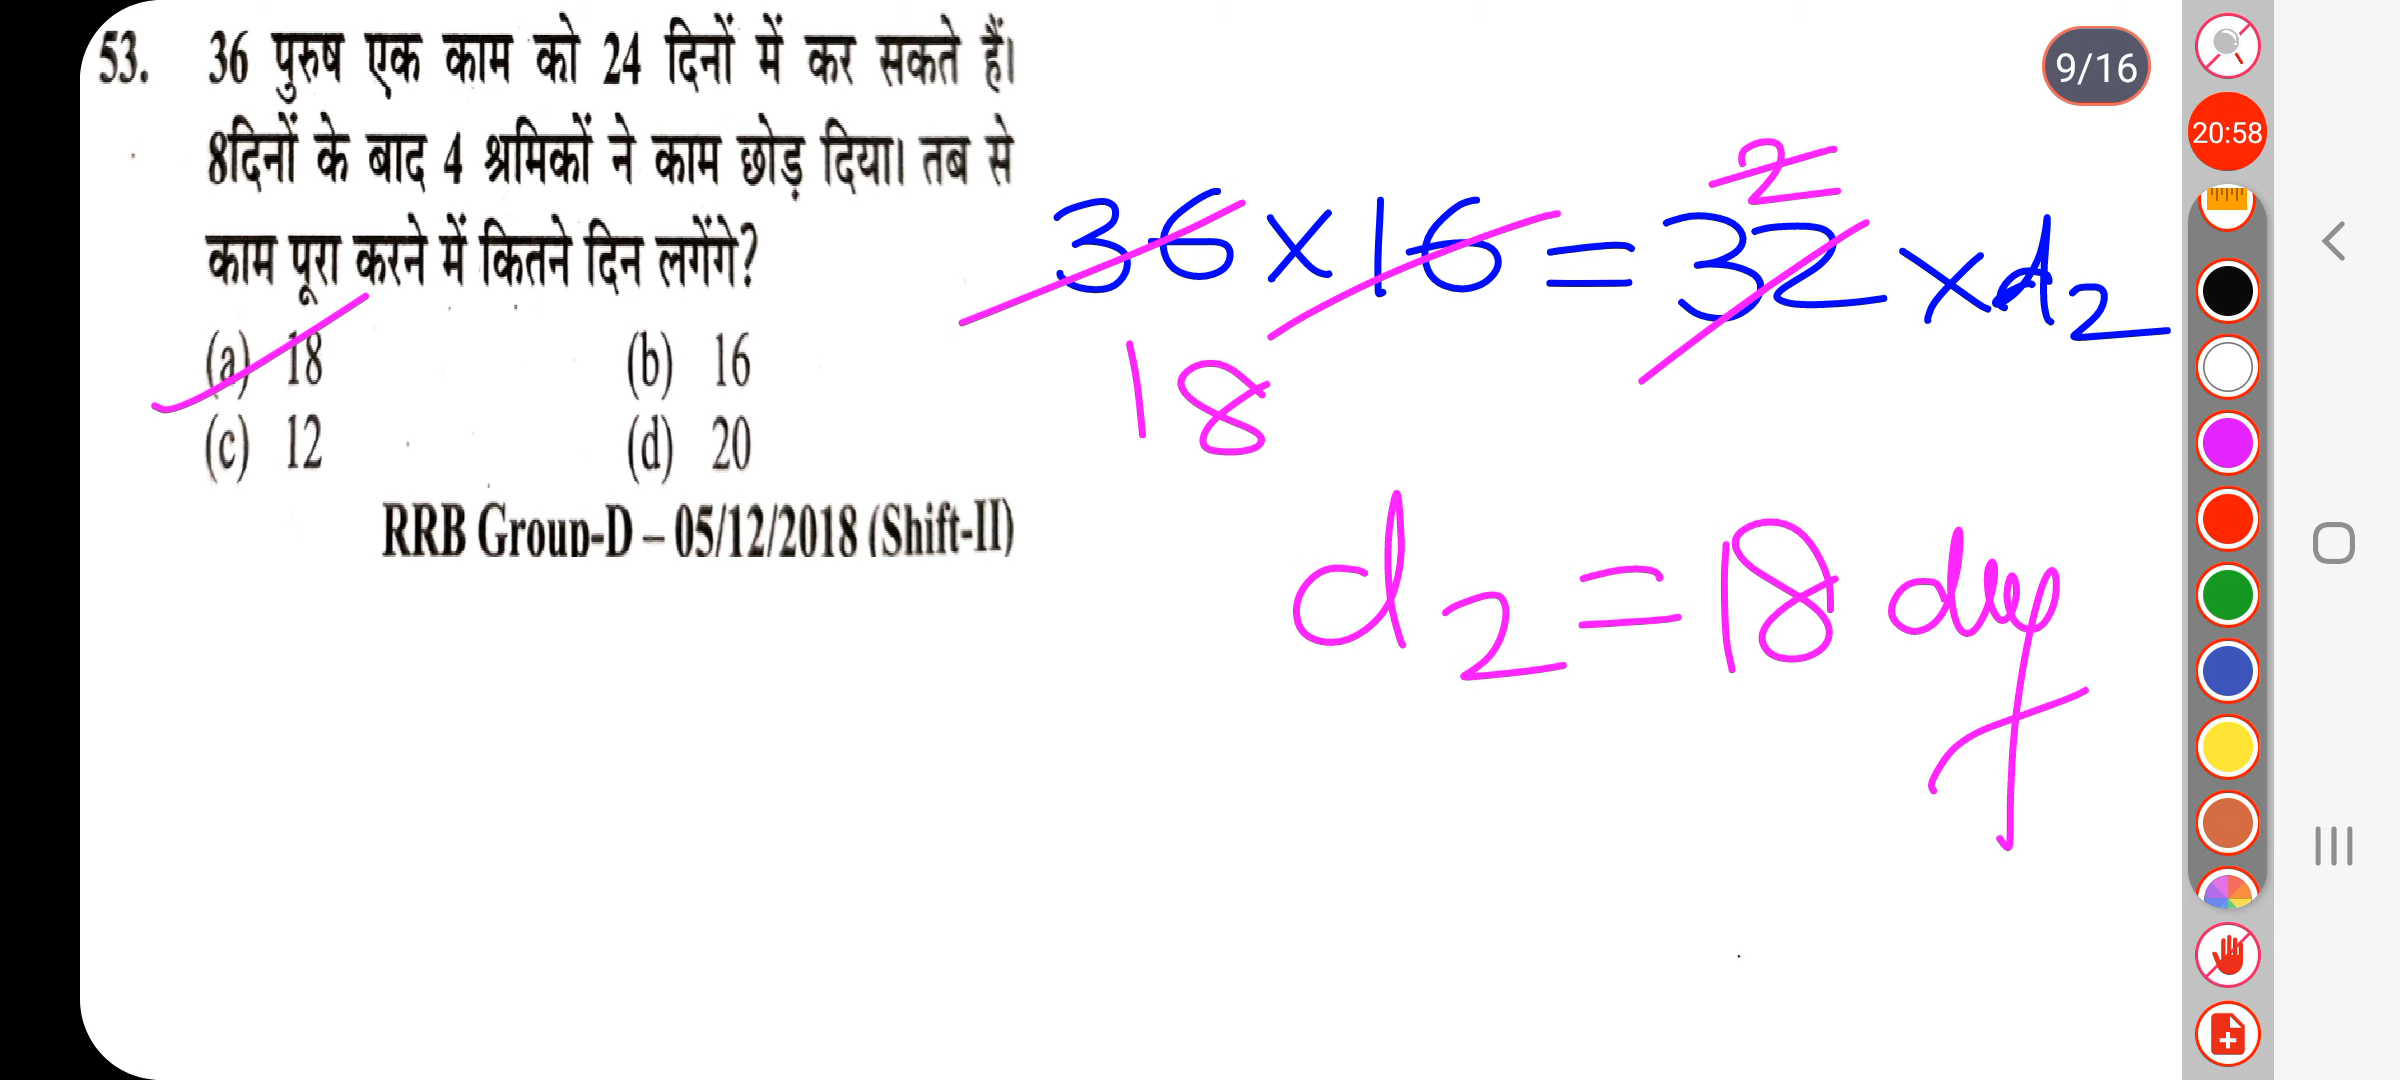 53. 36 पुरुष एक काम को 24 दिनों में कर सकते हैं।
8दिनों के बाद 4 श्रमिकों ने काम छोड़ दिया। तब से
काम पूरा करने में कितने दिन लगेंगे?
(a) 18 (b) 16
(c) 12 (d) 20
RRB Group-D – 05/12/2018 (Shift-II)
9/16
20:58
2
36×16=32×d2
18
d2=18 day